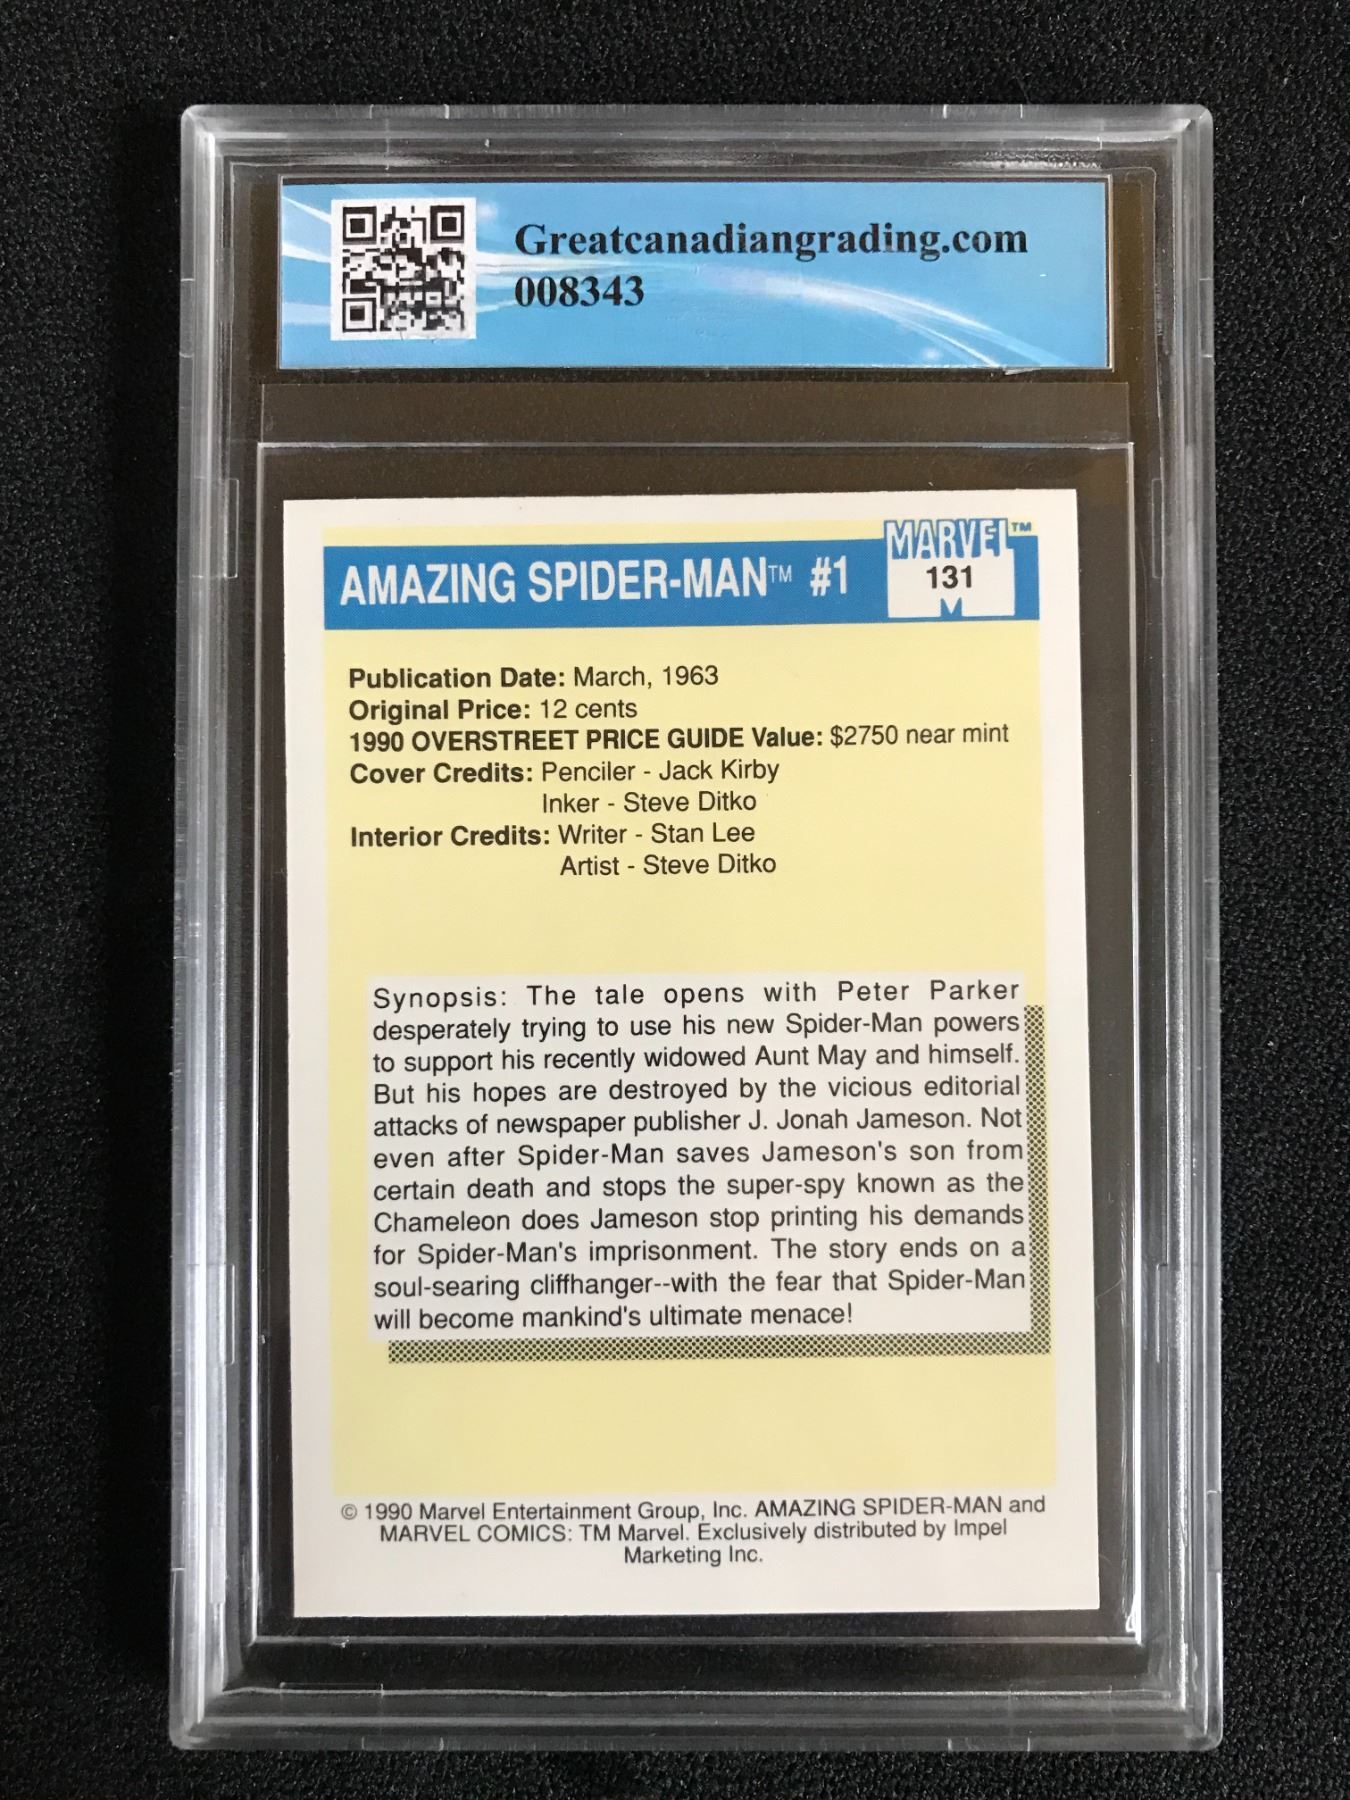 Greatcanadiangrading.com
008343
MARVEL™
AMAZING SPIDER-MAN™ #1
131
M
Publication Date: March, 1963
Original Price: 12 cents
1990 OVERSTREET PRICE GUIDE Value: $2750 near mint
Cover Credits: Penciler - Jack Kirby
Inker - Steve Ditko
Interior Credits: Writer - Stan Lee
Artist - Steve Ditko
Synopsis: The tale opens with Peter Parker
desperately trying to use his new Spider-Man powers
to support his recently widowed Aunt May and himself.
But his hopes are destroyed by the vicious editorial
attacks of newspaper publisher J. Jonah Jameson. Not
even after Spider-Man saves Jameson's son from
certain death and stops the super-spy known as the
Chameleon does Jameson stop printing his demands
for Spider-Man's imprisonment. The story ends on a
soul-searing cliffhanger--with the fear that Spider-Man
will become mankind's ultimate menace!
© 1990 Marvel Entertainment Group, Inc. AMAZING SPIDER-MAN and
MARVEL COMICS: TM Marvel. Exclusively distributed by Impel
Marketing Inc.